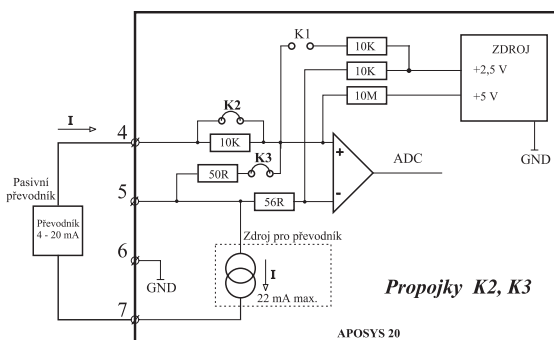 K1
10K
10K
10M
ZDROJ
+2,5 V
+5 V
GND
I
4
K2
10K
K3
50R
+
-
ADC
Pasivní
převodník
Převodník
4 - 20 mA
5
56R
Zdroj pro převodník
I
22 mA max.
6
GND
7
Propojky K2, K3
APOSYS 20